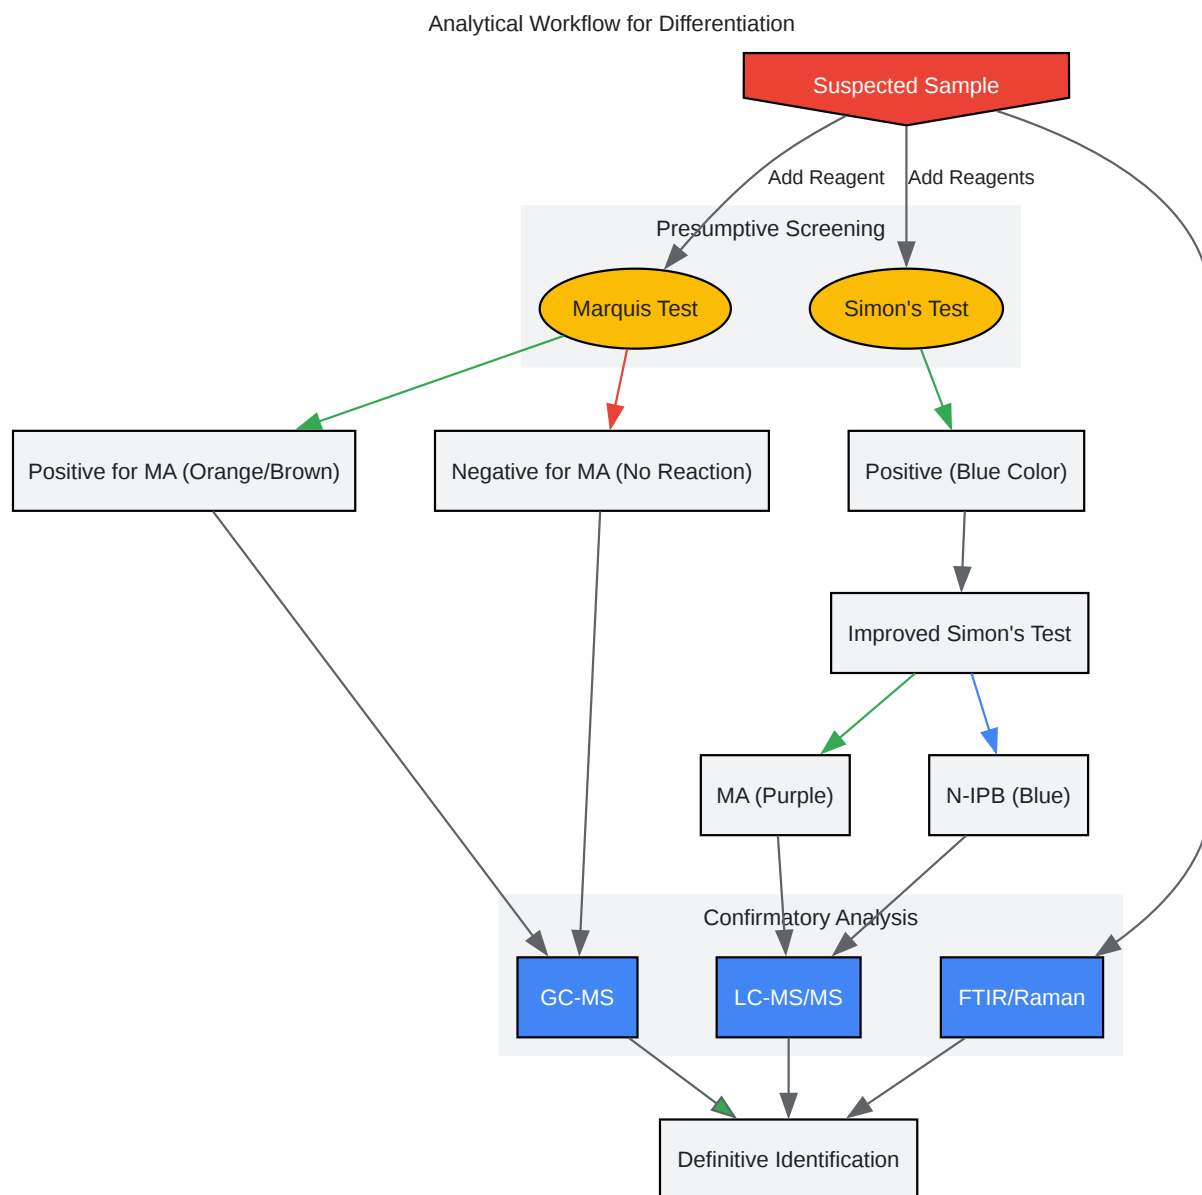 Analytical Workflow for Differentiation
Suspected Sample
Add Reagent
Add Reagents
Presumptive Screening
Marquis Test
Simon's Test
Positive for MA (Orange/Brown)
Negative for MA (No Reaction)
Positive (Blue Color)
Improved Simon's Test
MA (Purple)
N-IPB (Blue)
Confirmatory Analysis
GC-MS
LC-MS/MS
FTIR/Raman
Definitive Identification